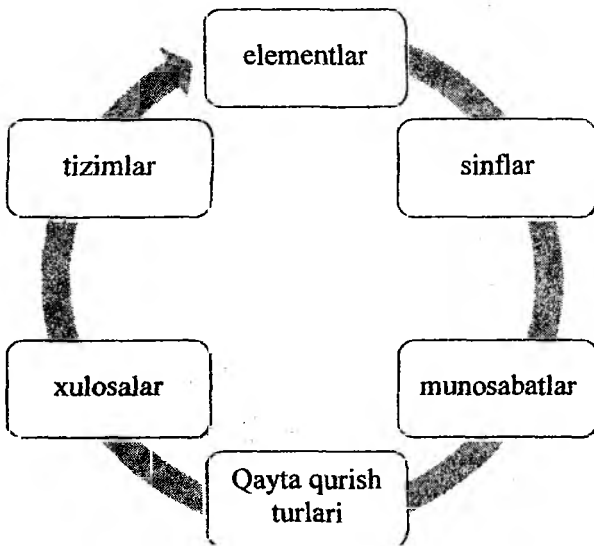 elementlar
sinflar
munosabatlar
Qayta qurish
turlari
xulosalar
tizimlar